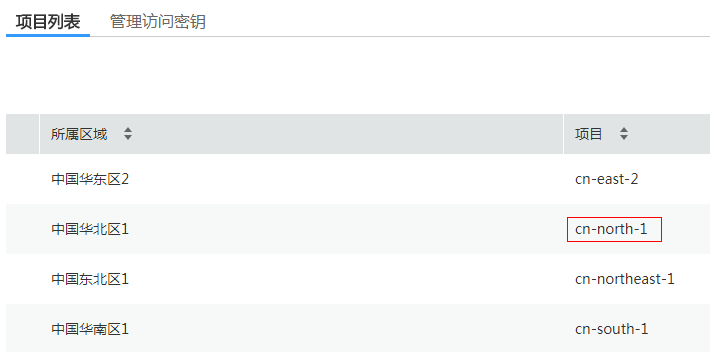 项目列表 管理访问密钥
所属区域 项目
中国华东区2 cn-east-2
中国华北区1 cn-north-1
中国东北区1 cn-northeast-1
中国华南区1 cn-south-1